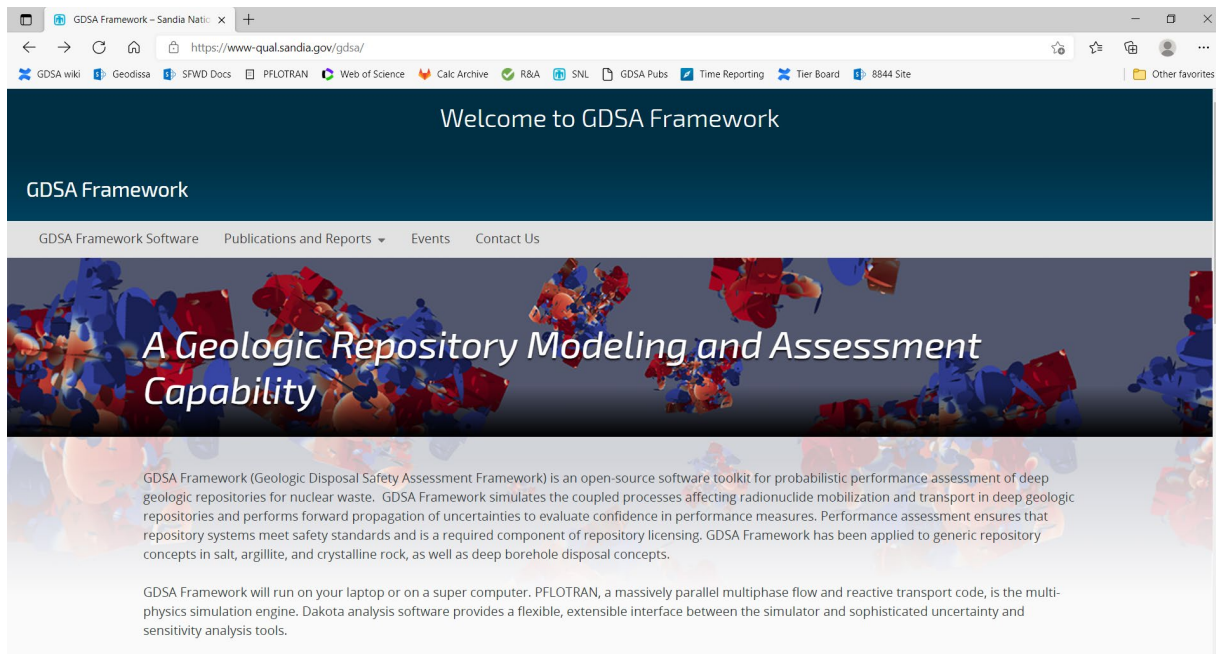 GDSA Framework – Sandia Natio
https://www-qual.sandia.gov/gdsa/
GDSA wiki Geodissa SFWD Docs PFLOTRAN Web of Science Calc Archive R&A SNL GDSA Pubs Time Reporting Tier Board 8844 Site Other favorites
Welcome to GDSA Framework
GDSA Framework
GDSA Framework Software Publications and Reports Events Contact Us
A Geologic Repository Modeling and Assessment
Capability
GDSA Framework (Geologic Disposal Safety Assessment Framework) is an open-source software toolkit for probabilistic performance assessment of deep
geologic repositories for nuclear waste. GDSA Framework simulates the coupled processes affecting radionuclide mobilization and transport in deep geologic
repositories and performs forward propagation of uncertainties to evaluate confidence in performance measures. Performance assessment ensures that
repository systems meet safety standards and is a required component of repository licensing. GDSA Framework has been applied to generic repository
concepts in salt, argillite, and crystalline rock, as well as deep borehole disposal concepts.
GDSA Framework will run on your laptop or on a super computer. PFLOTRAN, a massively parallel multiphase flow and reactive transport code, is the multi-
physics simulation engine. Dakota analysis software provides a flexible, extensible interface between the simulator and sophisticated uncertainty and
sensitivity analysis tools.